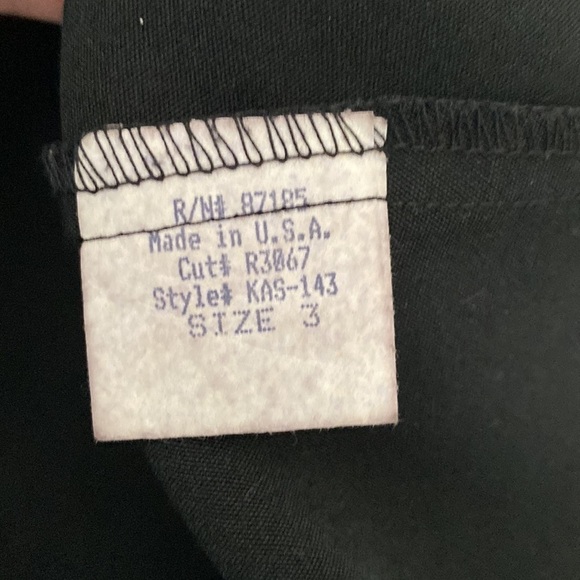 R/N# 87185
Made in U.S.A.
Cut# R3067
Style# KAS-143
SIZE 3